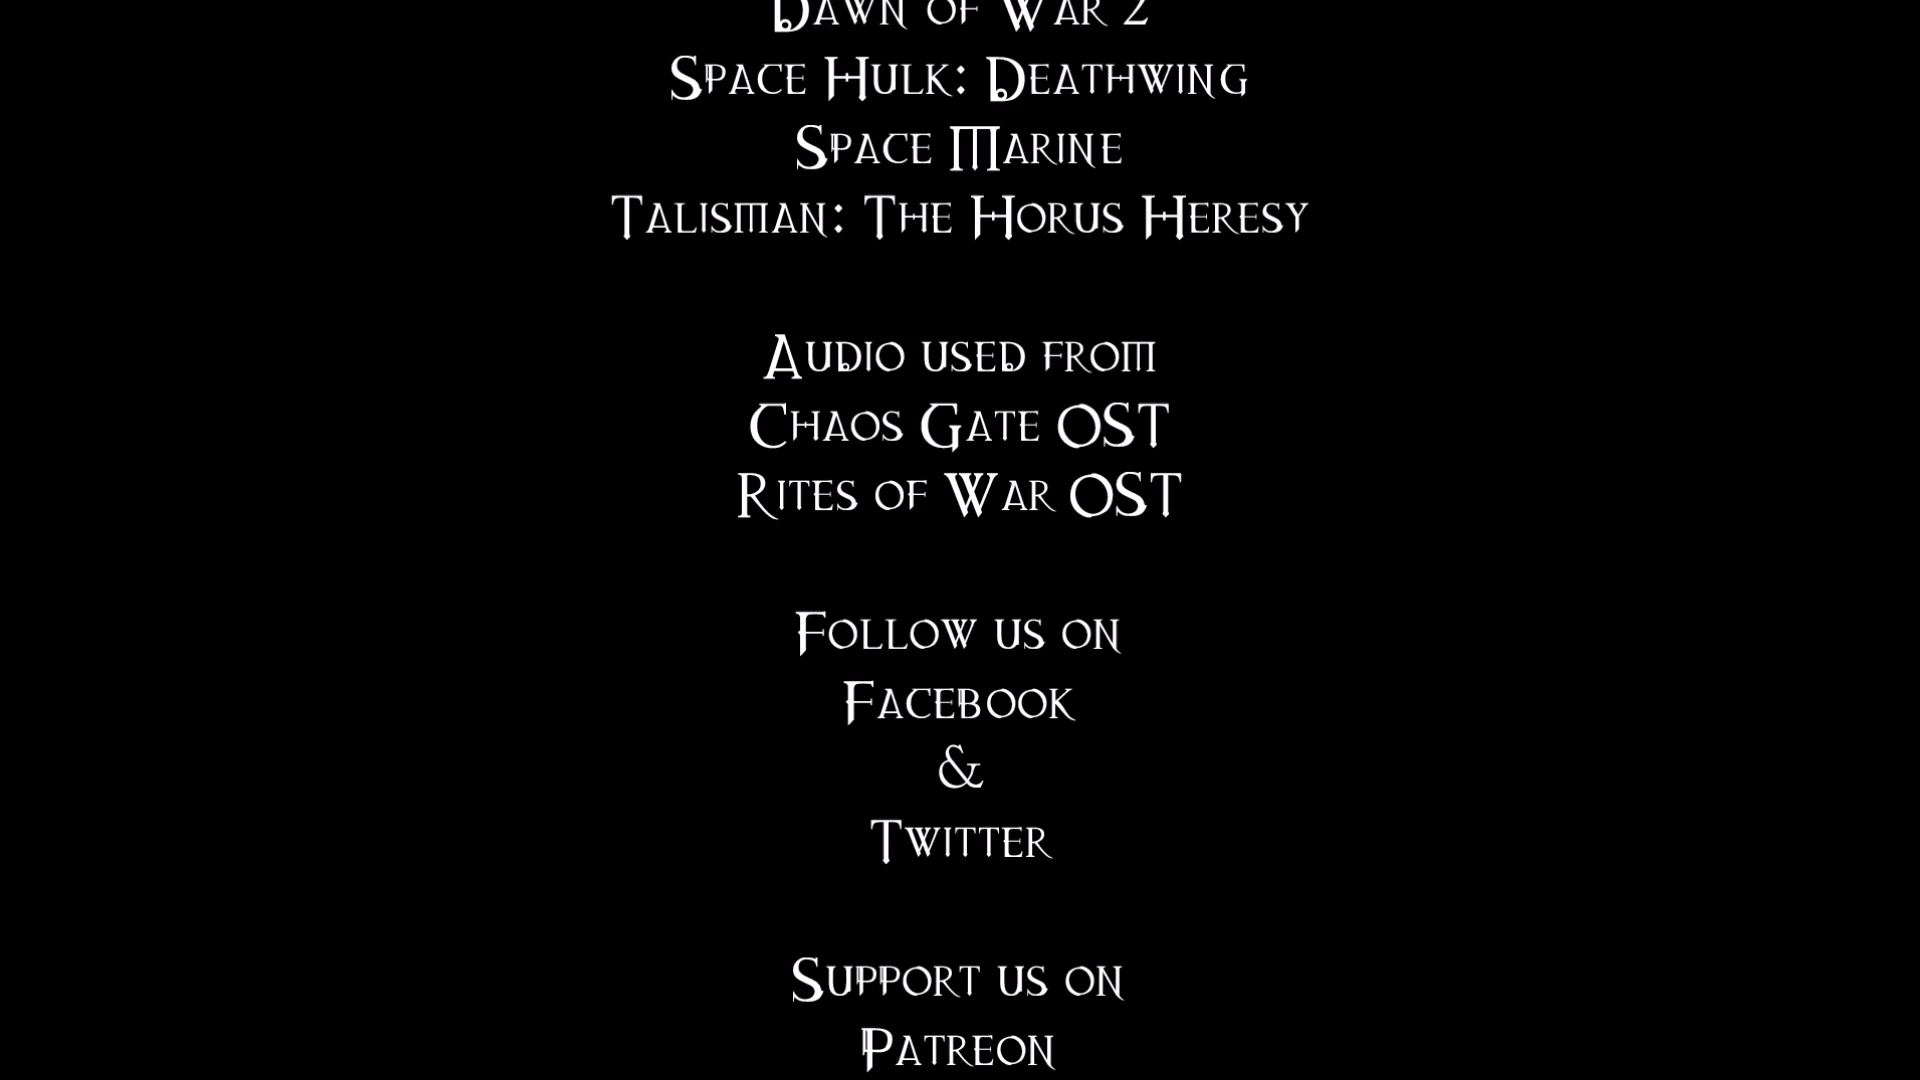 Dawn of War 2
Space Hulk: Deathwing
Space Marine
Talisman: The Horus Heresy
Audio used from
Chaos Gate OST
Rites of War OST
Follow us on
Facebook
&
Twitter
Support us on
Patreon